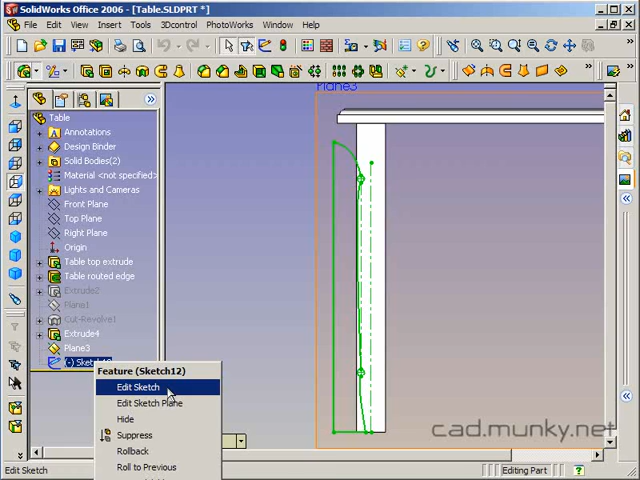 SolidWorks Office 2006 - [Table.SLDPRT *]
File Edit View Insert Tools 3Dcontrol PhotoWorks Window Help
Plane3
Table
Annotations
Design Binder
Solid Bodies(2)
Material <not specified>
Lights and Cameras
Front Plane
Top Plane
Right Plane
Origin
Table top extrude
Table routed edge
Extrude2
Plane1
Cut-Revolve1
Extrude4
Plane3
(-) Sketch12
Feature (Sketch12)
Edit Sketch
Edit Sketch Plane
Hide
Suppress
Rollback
Roll to Previous
cad.munky.net
Edit Sketch
Editing Part